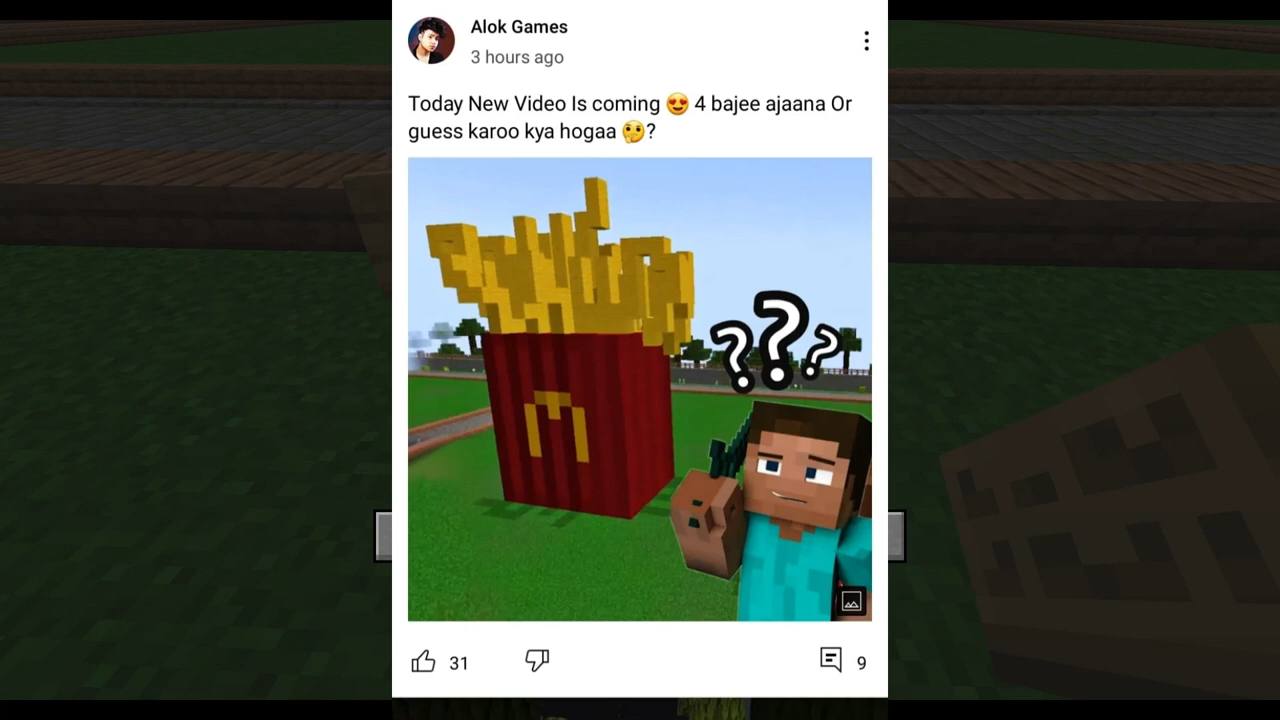 Alok Games
3 hours ago
Today New Video Is coming 😍 4 bajee ajaana Or
guess karoo kya hogaa 🤔?
???
31
9